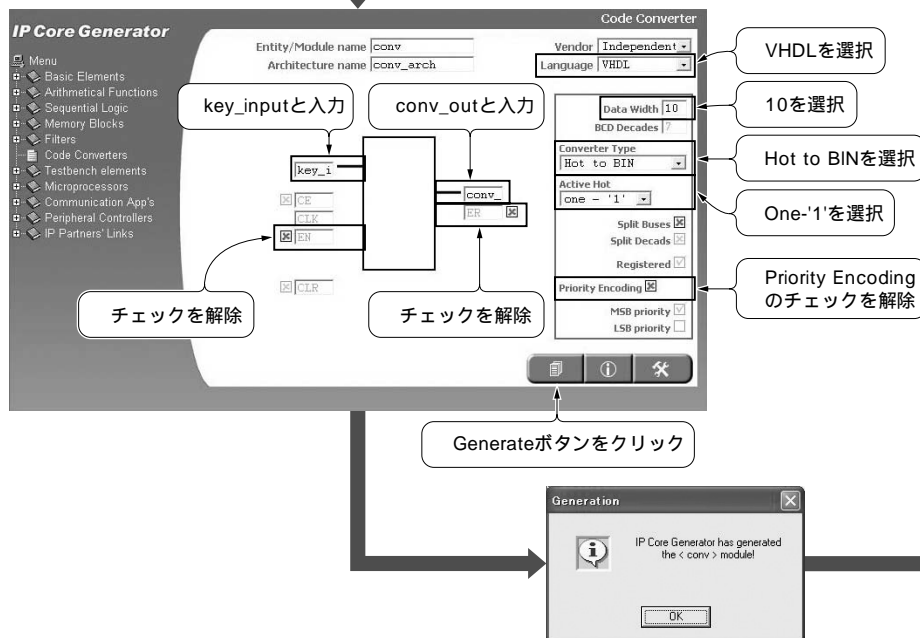 IP Core Generator
Menu
Basic Elements
Arithmetical Functions
Sequential Logic
Memory Blocks
Filters
Code Converters
Testbench elements
Microprocessors
Communication App's
Peripheral Controllers
IP Partners' Links
Code Converter
Entity/Module name conv
Architecture name conv_arch
Vendor Independent
Language VHDL
VHDLを選択
key_inputと入力
conv_outと入力
Data Width 10
10を選択
BCD Decades 7
Converter Type
Hot to BIN
Hot to BINを選択
Active Hot
one - '1'
One-'1'を選択
key_i
CE
CLK
EN
CLR
conv_
ER
Split Buses
Split Decads
Registered
Priority Encoding
MSB priority
LSB priority
Priority Encoding
のチェックを解除
チェックを解除
チェックを解除
Generateボタンをクリック
Generation
IP Core Generator has generated
the < conv > module!
OK